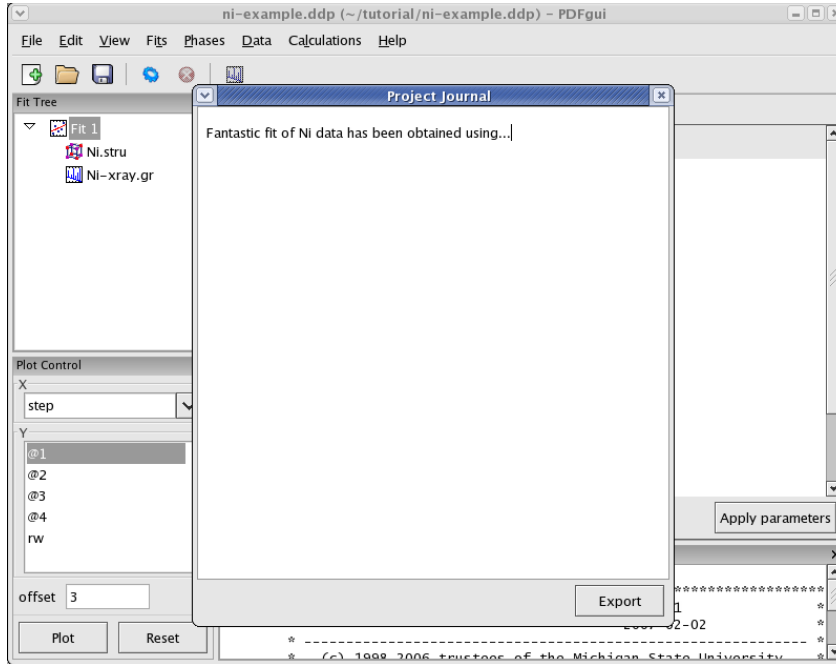 ni-example.ddp (~/tutorial/ni-example.ddp) - PDFgui
File Edit View Fits Phases Data Calculations Help
Fit Tree
Project Journal
Fit 1
Fantastic fit of Ni data has been obtained using...
Ni.stru
Ni-xray.gr
Plot Control
X
step
Y
@1
@2
@3
@4
Apply parameters
rw
offset 3
Export
Plot Reset
* (c) 1998-2006 trustees of the Michigan State University *